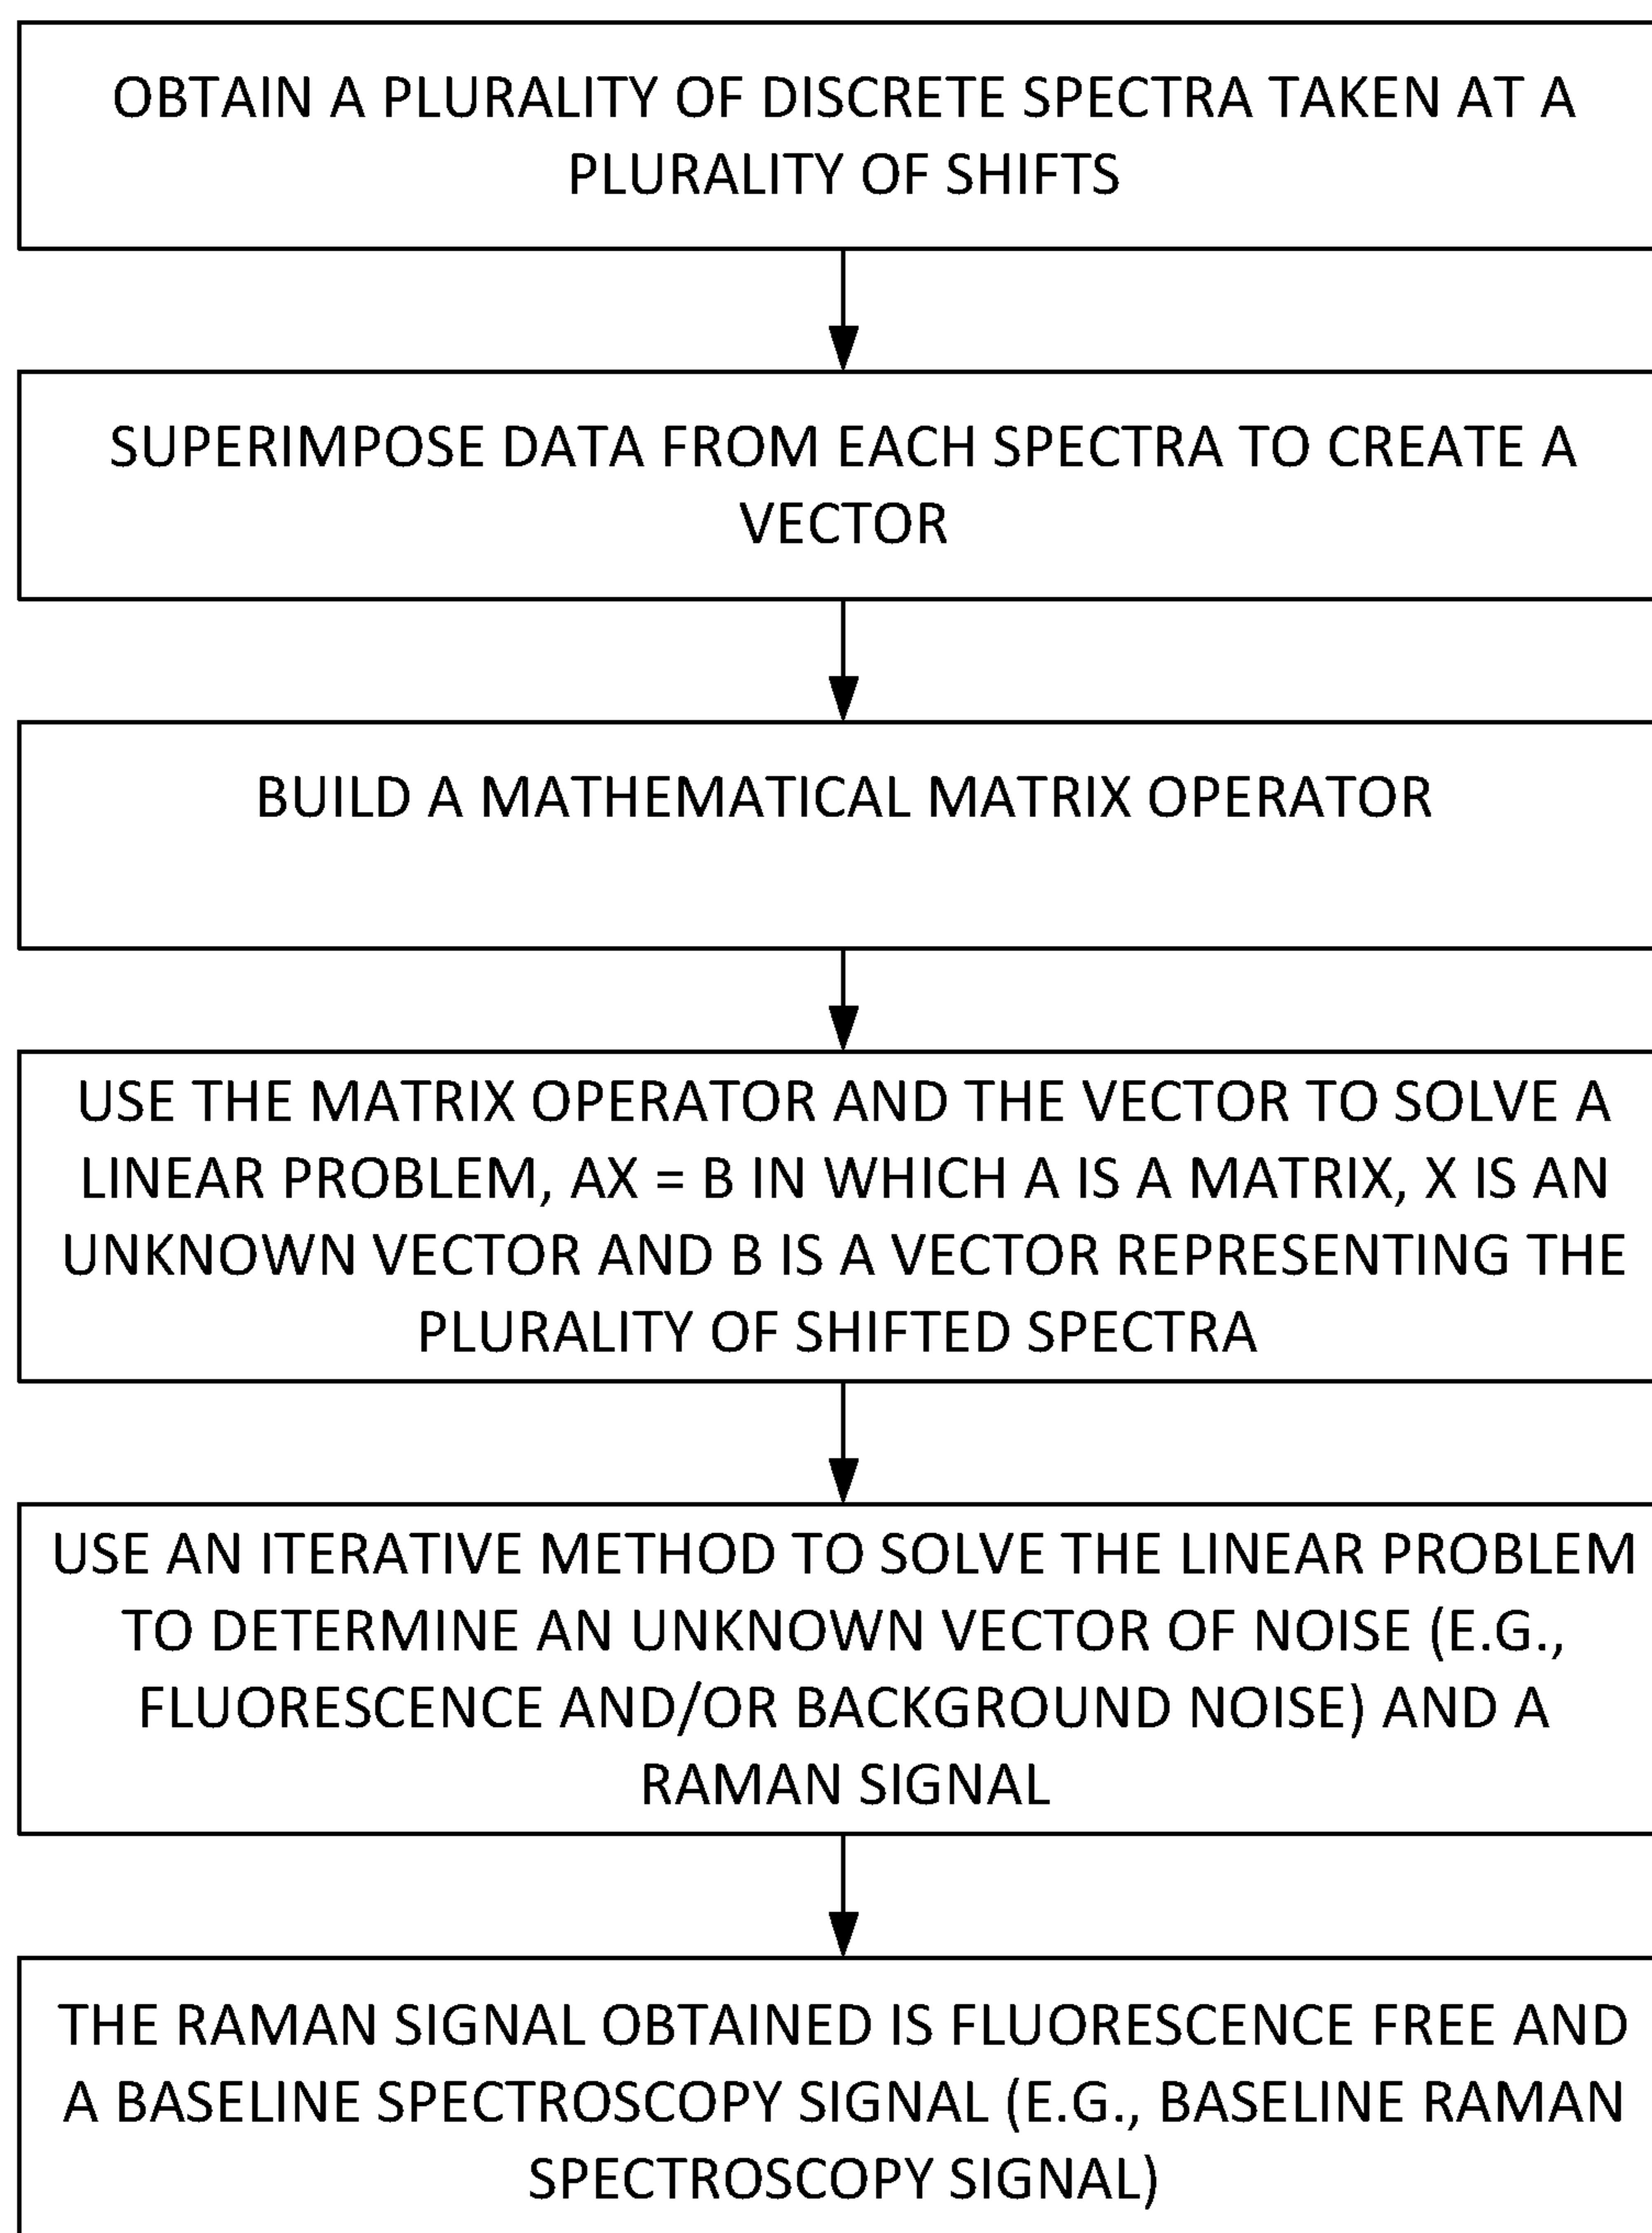 OBTAIN A PLURALITY OF DISCRETE SPECTRA TAKEN AT A
PLURALITY OF SHIFTS
SUPERIMPOSE DATA FROM EACH SPECTRA TO CREATE A
VECTOR
BUILD A MATHEMATICAL MATRIX OPERATOR
USE THE MATRIX OPERATOR AND THE VECTOR TO SOLVE A
LINEAR PROBLEM, AX = B IN WHICH A IS A MATRIX, X IS AN
UNKNOWN VECTOR AND B IS A VECTOR REPRESENTING THE
PLURALITY OF SHIFTED SPECTRA
USE AN ITERATIVE METHOD TO SOLVE THE LINEAR PROBLEM
TO DETERMINE AN UNKNOWN VECTOR OF NOISE (E.G.,
FLUORESCENCE AND/OR BACKGROUND NOISE) AND A
RAMAN SIGNAL
THE RAMAN SIGNAL OBTAINED IS FLUORESCENCE FREE AND
A BASELINE SPECTROSCOPY SIGNAL (E.G., BASELINE RAMAN
SPECTROSCOPY SIGNAL)